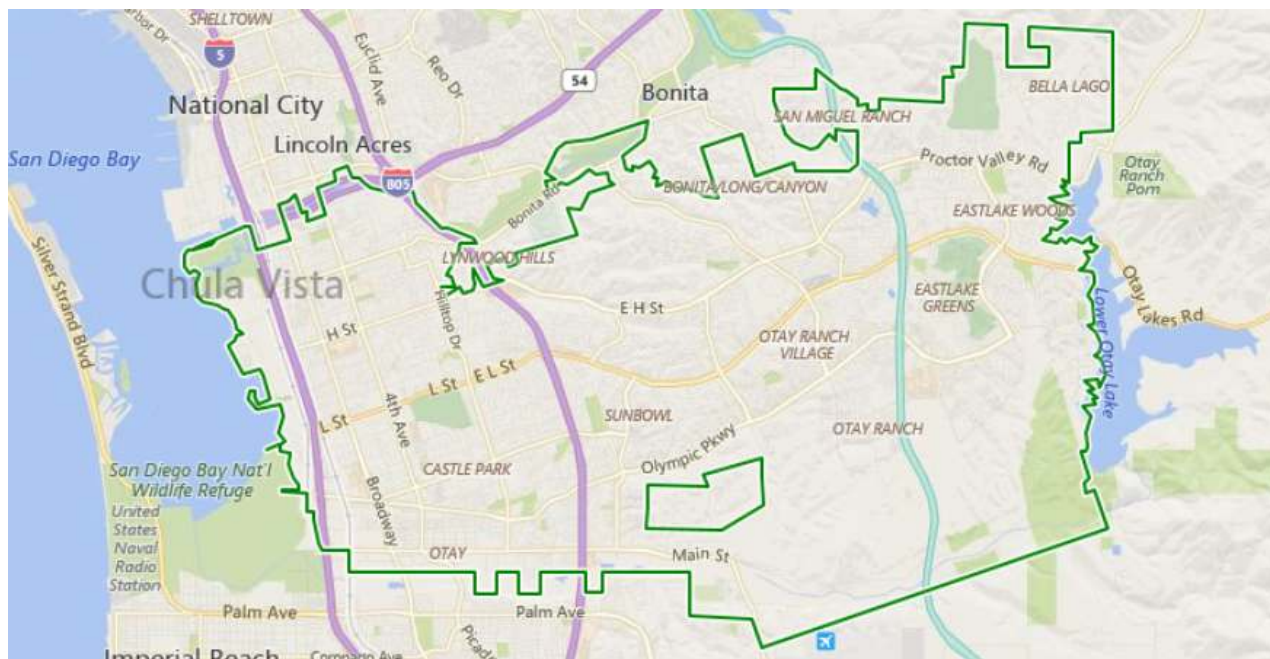 SHELLTOWN
Harbor Dr
5
Euclid Ave
Reo Dr
54
National City
Bonita
BELLA LAGO
SAN MIGUEL RANCH
Lincoln Acres
San Diego Bay
805
Proctor Valley Rd
Otay
Ranch
Pom
BONITA/LONG/CANYON
Bonita Rd
EASTLAKE WOODS
Silver Strand Blvd
LYNWOOD HILLS
Chula Vista
EASTLAKE
GREENS
Otay Lakes Rd
Lower Otay Lake
H St
Hilltop Dr
E H St
OTAY RANCH
VILLAGE
L St
E L St
L St
4th Ave
SUNBOWL
OTAY RANCH
Olympic Pkwy
CASTLE PARK
San Diego Bay Nat'l
Wildlife Refuge
Broadway
United
States
Naval
Radio
Station
OTAY
Main St
Palm Ave
Palm Ave
Imperial Beach
Coronado Ave